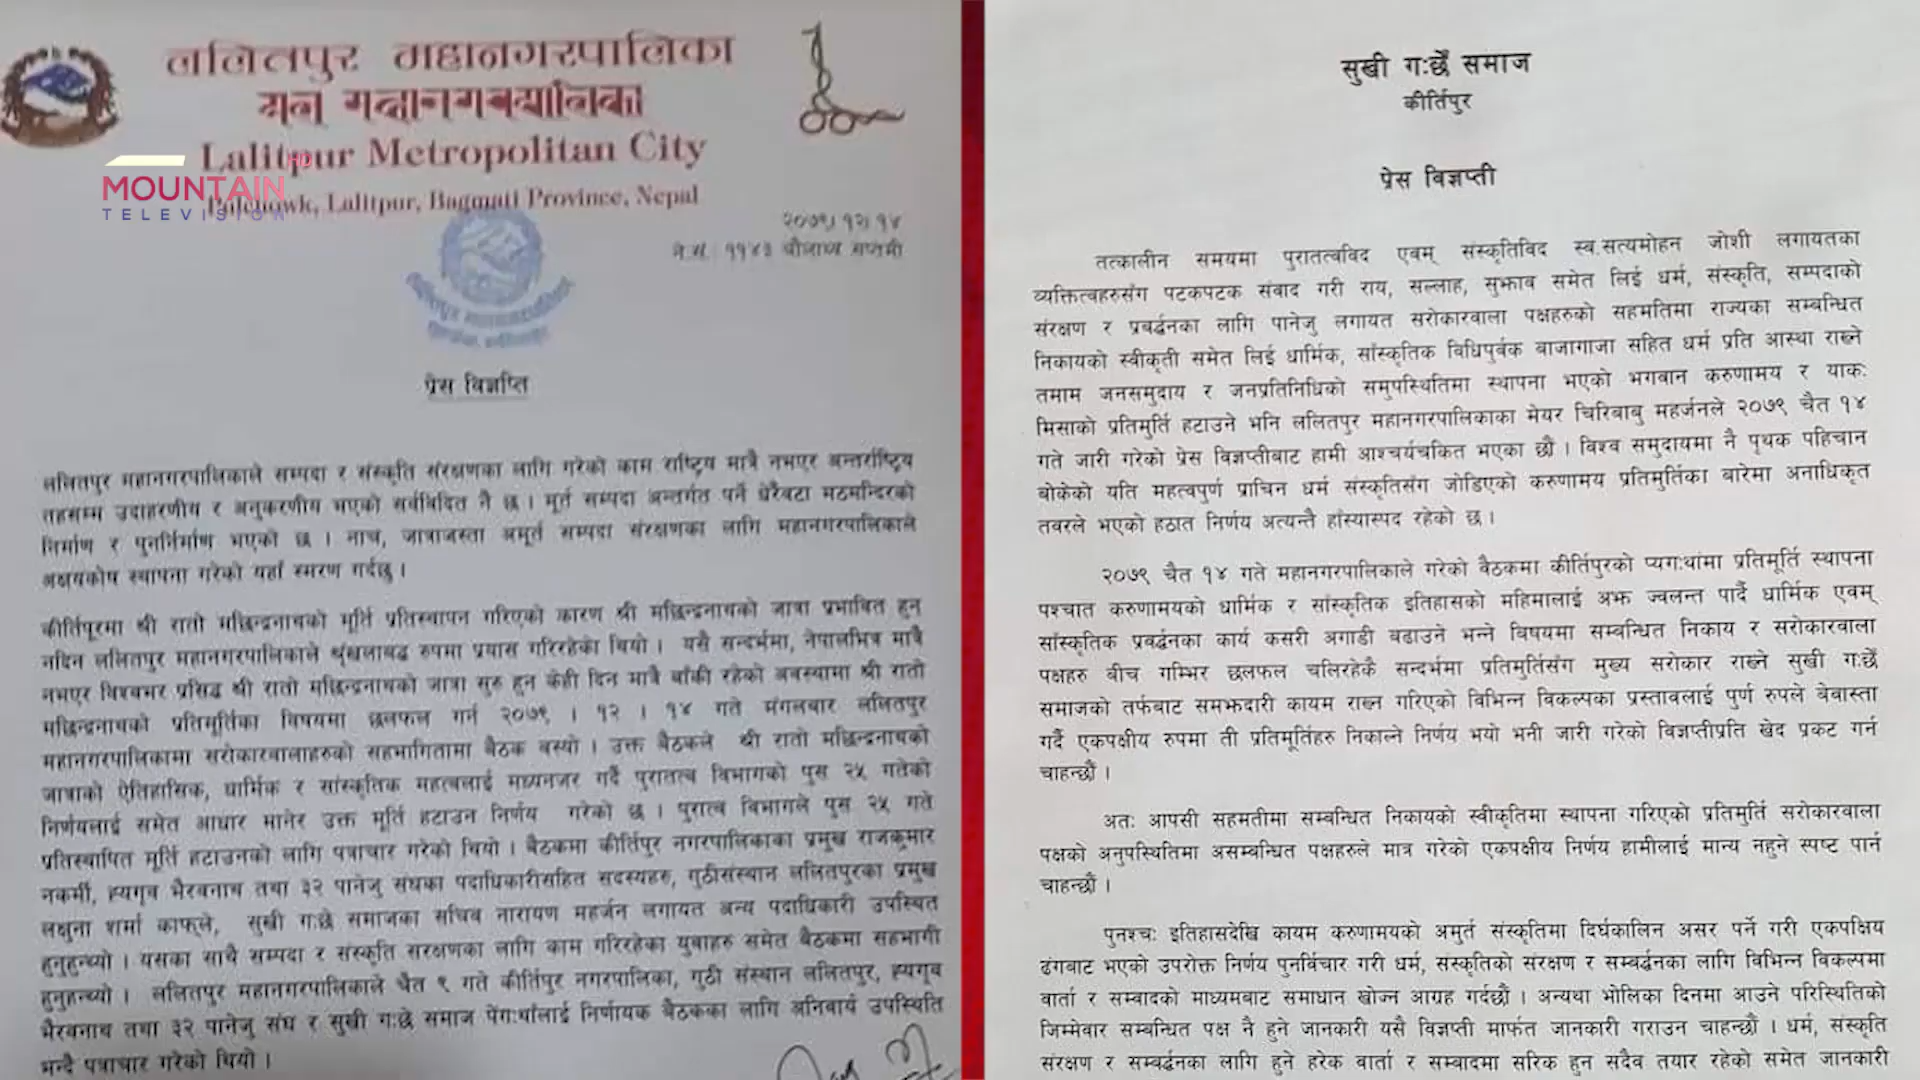 ललितपुर महानगरपालिका
Lalitpur Metropolitan City
Lalitpur, Bagmati Province, Nepal
MOUNTAIN
TELEVISION
२०७९।१२।१४
प्रेस विज्ञप्ति
ललितपुर महानगरपालिकाले सम्पदा र संस्कृति संरक्षणका लागि गरेको काम राष्ट्रिय मात्रै नभएर अन्तर्राष्ट्रिय
तहसम्म उदाहरणीय र अनुकरणीय भएको सर्वविदितै नै छ । मूर्त सम्पदा अन्तर्गत पर्ने धेरैवटा मठमन्दिरको
निर्माण र पुनर्निर्माण भएको छ । नाच, जात्राजस्ता अमूर्त सम्पदा संरक्षणका लागि महानगरपालिकाले
अक्षयकोष स्थापना गरेको यहाँ स्मरण गर्दछु ।
कीर्तिपूरमा श्री रातो मछिन्द्रनाथको मूर्ति प्रतिस्थापन गरिएको कारण श्री मछिन्द्रनाथको जात्रा प्रभावित हुन
नदिन ललितपुर महानगरपालिकाले श्रृंखलाबद्ध रुपमा प्रयास गरिरहेको थियो । यसै सन्दर्भमा, नेपालभित्र मात्रै
नभएर विश्वभर प्रसिद्ध श्री रातो मछिन्द्रनाथको जात्रा सुरु हुन केही दिन मात्रै बाँकी रहेको अवस्थामा श्री रातो
मछिन्द्रनाथको प्रतिमूर्तिका विषयमा छलफल गर्न २०७९ । १२ । १४ गते मंगलबार ललितपुर
महानगरपालिकामा सरोकारवालाहरुको सहभागितामा बैठक बस्यो । उक्त बैठकले श्री रातो मछिन्द्रनाथको
जात्राको ऐतिहासिक, धार्मिक र सांस्कृतिक महत्वलाई मध्यनजर गर्दै पुरातत्व विभागको पुस २५ गतेको
निर्णयलाई समेत आधार मानेर उक्त मूर्ति हटाउन निर्णय गरेको छ । पुरात्व विभागले पुस २५ गते
प्रतिस्थापित मूर्ति हटाउनको लागि पत्राचार गरेको थियो । बैठकमा कीर्तिपुर नगरपालिकाका प्रमुख राजकुमार
नकर्मी, ह्यग्रृव भैरवनाथ तथा ३२ पानेजु संघका पदाधिकारीसहित सदस्यहरु, गुठीसंस्थान ललितपुरका प्रमुख
लक्षुना शर्मा काफ्ले, सुखी गःछे समाजका सचिव नारायण महर्जन लगायत अन्य पदाधिकारी उपस्थित
हुनुहुन्थ्यो । यसका साथै सम्पदा र संस्कृति सरक्षणका लागि काम गरिरहेका युवाहरु समेत बैठकमा सहभागी
हुनुहुन्थ्यो । ललितपुर महानगरपालिकाले चैत ९ गते कीर्तिपुर नगरपालिका, गुठी संस्थान ललितपुर, ह्यग्रृव
भैरवनाथ तथा ३२ पानेजु संघ र सुखी गःछे समाज पेंगःथाँलाई निर्णायक बैठकका लागि अनिवार्य उपस्थिति
भन्दै पत्राचार गरेको थियो ।
सुखी गःछेँ समाज
कीर्तिपुर
प्रेस विज्ञप्ती
तत्कालीन समयमा पुरातत्वविद एवम् संस्कृतिविद स्व.सत्यमोहन जोशी लगायतका
व्यक्तित्वहरुसंग पटकपटक संवाद गरी राय, सल्लाह, सुझाब समेत लिई धर्म, संस्कृति, सम्पदाको
संरक्षण र प्रबर्द्धनका लागि पानेजु लगायत सरोकारवाला पक्षहरुको सहमतिमा राज्यका सम्बन्धित
निकायको स्वीकृती समेत लिई धार्मिक, साँस्कृतिक विधिपुर्बक बाजागाजा सहित धर्म प्रति आस्था राख्ने
तमाम जनसमुदाय र जनप्रतिनिधिको समुपस्थितिमा स्थापना भएको भगवान करुणामय र याकः
मिसाको प्रतिमुर्ति हटाउने भनि ललितपुर महानगरपालिकाका मेयर चिरिबाबु महर्जनले २०७९ चैत १४
गते जारी गरेको प्रेस विज्ञप्तीबाट हामी आश्चर्यचकित भएका छौं । विश्व समुदायमा नै पृथक पहिचान
बोकेको यति महत्वपुर्ण प्राचिन धर्म संस्कृतिसंग जोडिएको करुणामय प्रतिमुर्तिका बारेमा अनाधिकृत
तवरले भएको हठात निर्णय अत्यन्तै हाँस्यास्पद रहेको छ ।
२०७९ चैत १४ गते महानगरपालिकाले गरेको बैठकमा कीर्तिपुरको प्यगःथांमा प्रतिमूर्ति स्थापना
पश्चात करुणामयको धार्मिक र साँस्कृतिक इतिहासको महिमालाई अझ ज्वलन्त पार्दै धार्मिक एवम्
साँस्कृतिक प्रवर्द्धनका कार्य कसरी अगाडी बढाउने भन्ने विषयमा सम्बन्धित निकाय र सरोकारवाला
पक्षहरु बीच गम्भिर छलफल चलिरहेकै सन्दर्भमा प्रतिमुर्तिसंग मुख्य सरोकार राख्ने सुखी गःछेँ
समाजको तर्फबाट समझदारी कायम राख्न गरिएको विभिन्न विकल्पका प्रस्तावलाई पुर्ण रुपले बेवास्ता
गर्दै एकपक्षीय रुपमा ती प्रतिमूर्तिहरु निकाल्ने निर्णय भयो भनी जारी गरेको विज्ञप्तीप्रति खेद प्रकट गर्न
चाहन्छौं ।
अतः आपसी सहमतीमा सम्बन्धित निकायको स्वीकृतिमा स्थापना गरिएको प्रतिमुर्ति सरोकारवाला
पक्षको अनुपस्थितिमा असम्बन्धित पक्षहरुले मात्र गरेको एकपक्षीय निर्णय हामीलाई मान्य नहुने स्पष्ट पार्न
चाहन्छौं ।
पुनश्चः इतिहासदेखि कायम करुणामयको अमुर्त संस्कृतिमा दिर्घकालिन असर पर्ने गरी एकपक्षिय
ढंगबाट भएको उपरोक्त निर्णय पुनर्विचार गरी धर्म, संस्कृतिको संरक्षण र सम्बर्द्धनका लागि विभिन्न विकल्पमा
वार्ता र सम्वादको माध्यमबाट समाधान खोज्न आग्रह गर्दछौं । अन्यथा भोलिका दिनमा आउने परिस्थितिको
जिम्मेवार सम्बन्धित पक्ष नै हुने जानकारी यसै विज्ञप्ती मार्फत जानकारी गराउन चाहन्छौं । धर्म, संस्कृति
संरक्षण र सम्बर्द्धनका लागि हुने हरेक वार्ता र सम्बादमा सरिक हुन सदैव तयार रहेको समेत जानकारी